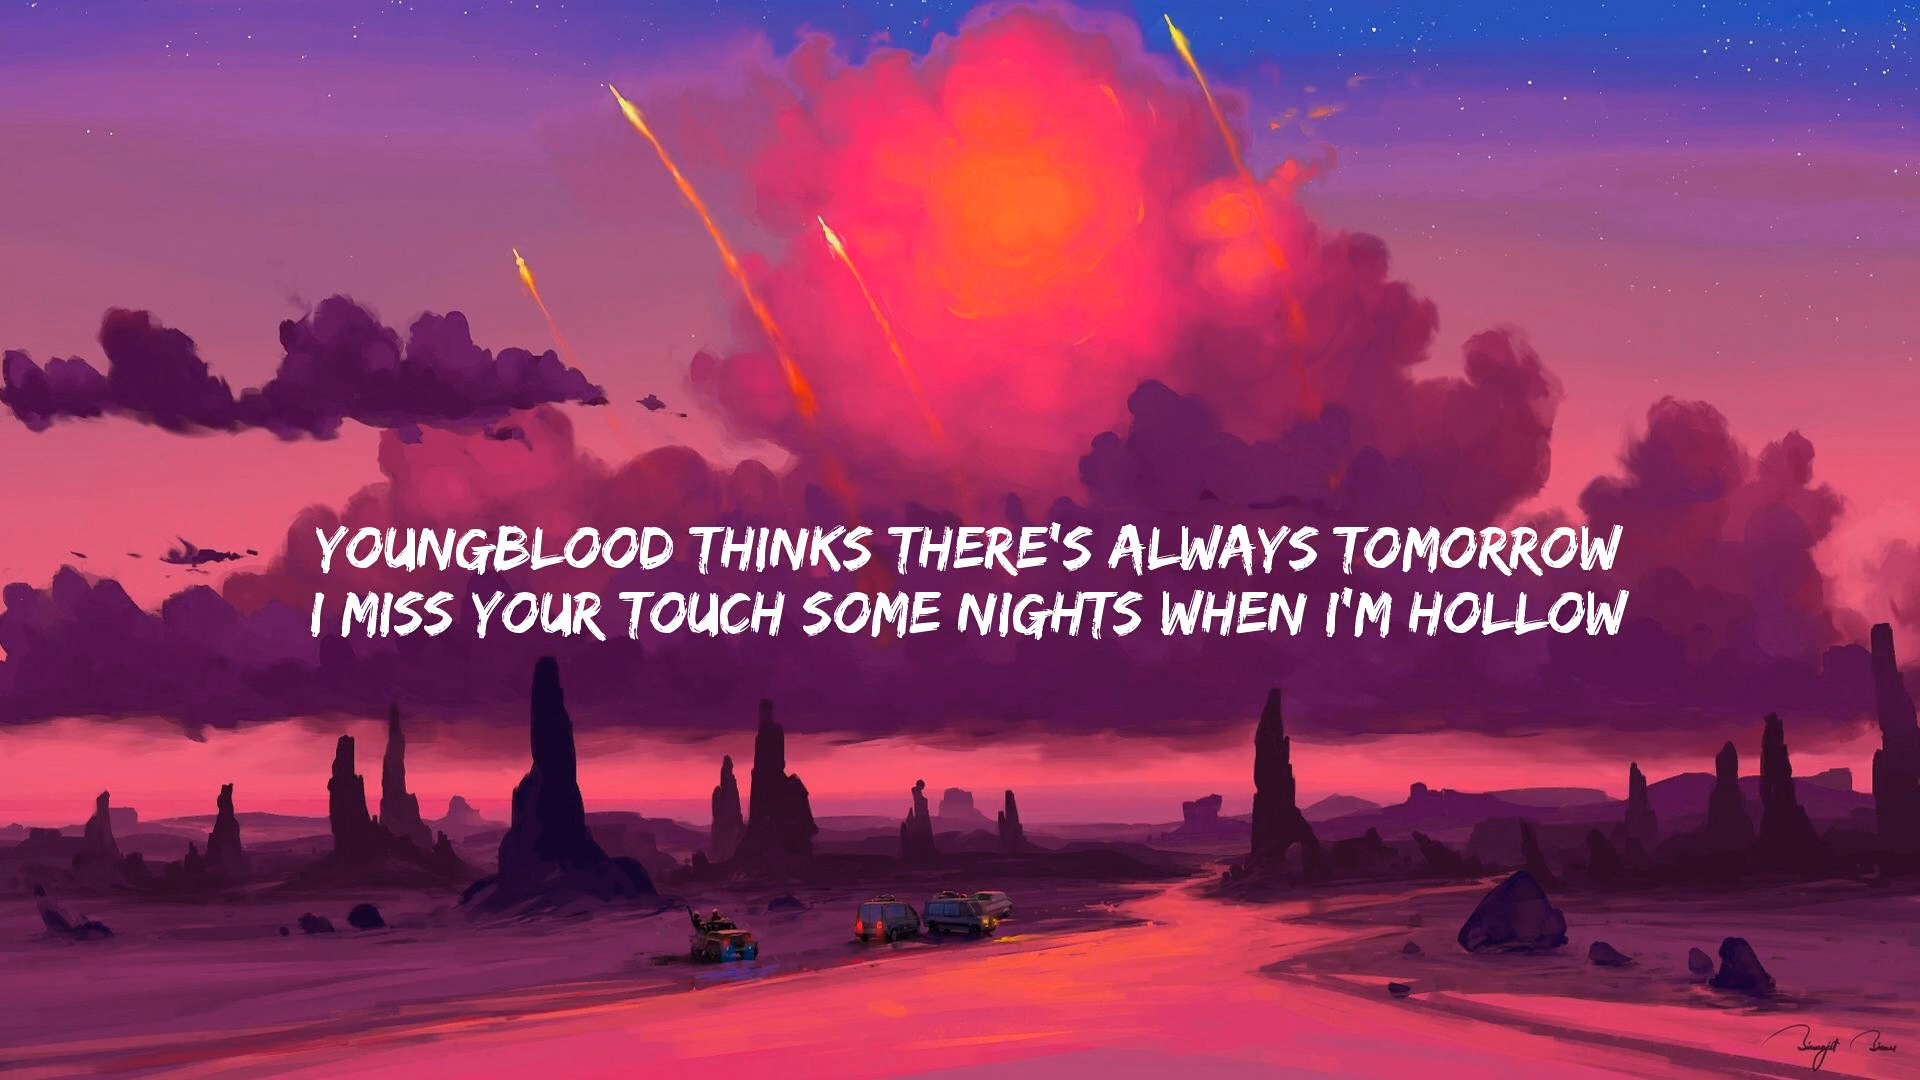 YOUNGBLOOD THINKS THERE'S ALWAYS TOMORROW
I MISS YOUR TOUCH SOME NIGHTS WHEN I'M HOLLOW